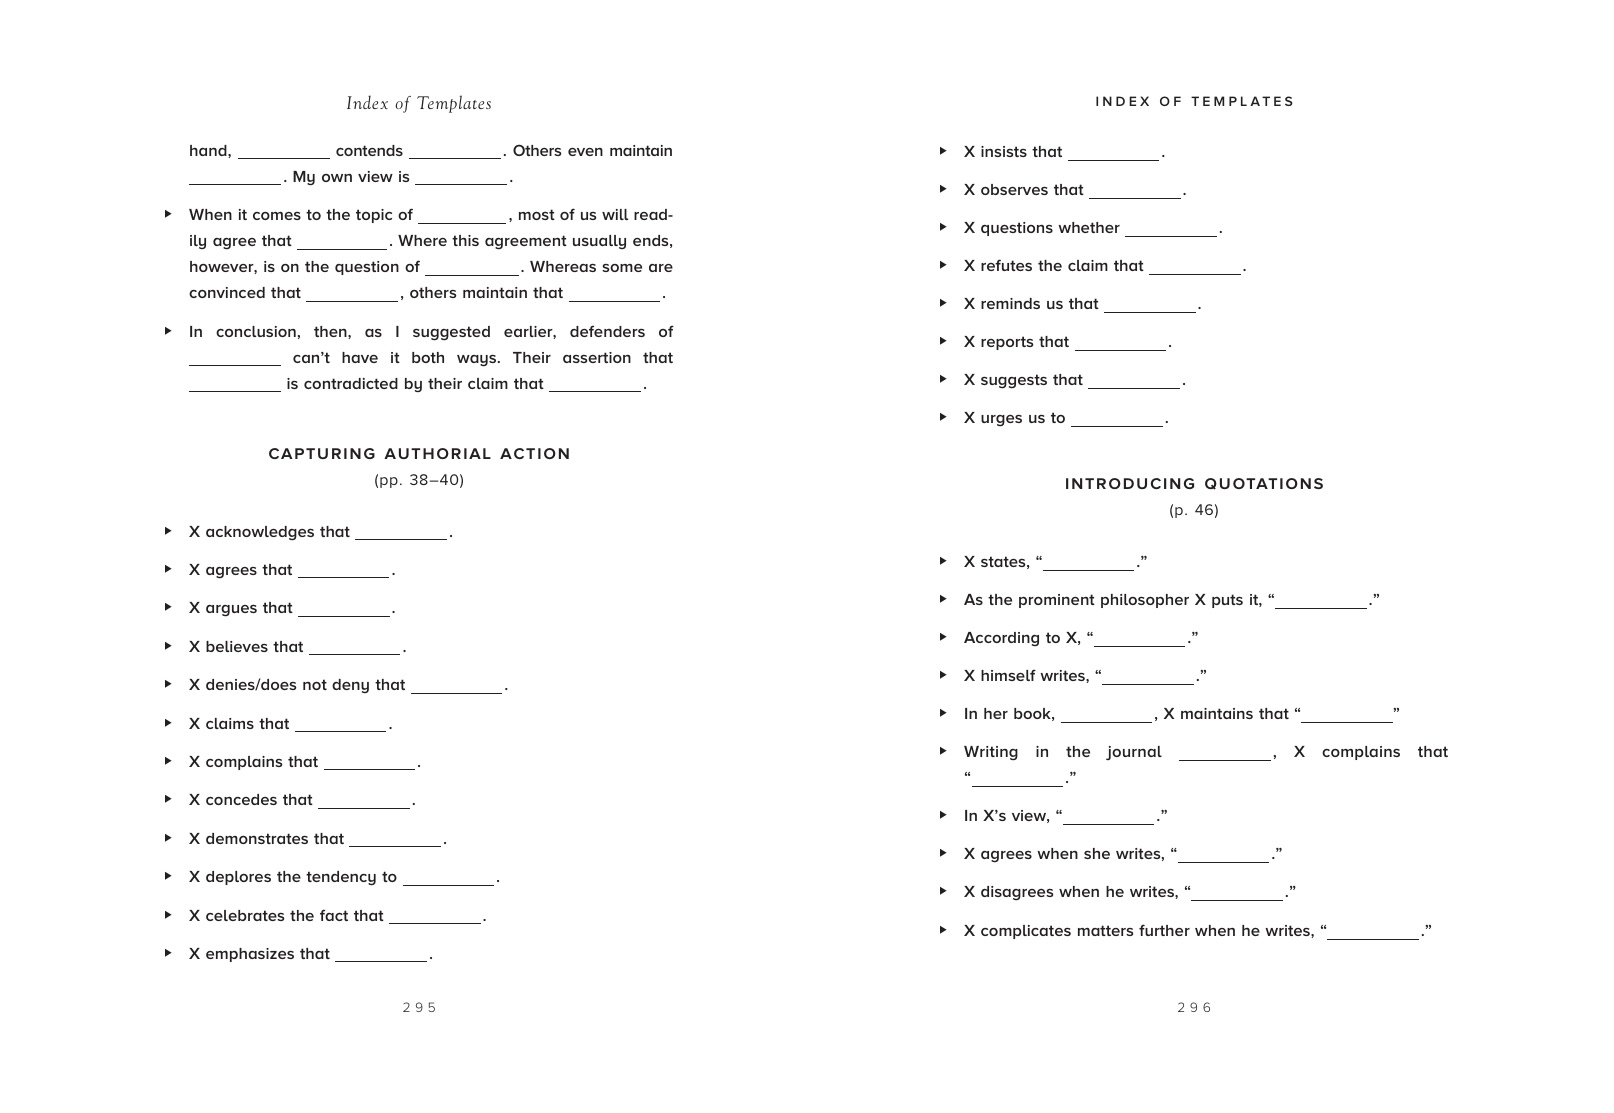 Index of Templates
hand, __________ contends __________. Others even maintain
__________. My own view is __________.
▸ When it comes to the topic of __________, most of us will read-
ily agree that __________. Where this agreement usually ends,
however, is on the question of __________. Whereas some are
convinced that __________, others maintain that __________.
▸ In conclusion, then, as I suggested earlier, defenders of
__________ can’t have it both ways. Their assertion that
__________ is contradicted by their claim that __________.
CAPTURING AUTHORIAL ACTION
(pp. 38–40)
▸ X acknowledges that __________.
▸ X agrees that __________.
▸ X argues that __________.
▸ X believes that __________.
▸ X denies/does not deny that __________.
▸ X claims that __________.
▸ X complains that __________.
▸ X concedes that __________.
▸ X demonstrates that __________.
▸ X deplores the tendency to __________.
▸ X celebrates the fact that __________.
▸ X emphasizes that __________.
295
INDEX OF TEMPLATES
▸ X insists that __________.
▸ X observes that __________.
▸ X questions whether __________.
▸ X refutes the claim that __________.
▸ X reminds us that __________.
▸ X reports that __________.
▸ X suggests that __________.
▸ X urges us to __________.
INTRODUCING QUOTATIONS
(p. 46)
▸ X states, “__________.”
▸ As the prominent philosopher X puts it, “__________.”
▸ According to X, “__________.”
▸ X himself writes, “__________.”
▸ In her book, __________, X maintains that “__________”
▸ Writing in the journal __________, X complains that
“__________.”
▸ In X’s view, “__________.”
▸ X agrees when she writes, “__________.”
▸ X disagrees when he writes, “__________.”
▸ X complicates matters further when he writes, “__________.”
296